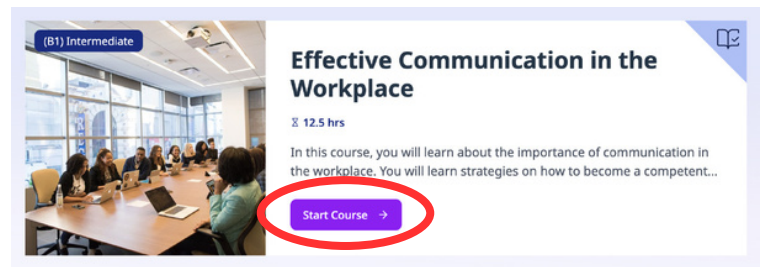 (B1) Intermediate
Effective Communication in the
Workplace
12.5 hrs
In this course, you will learn about the importance of communication in
the workplace. You will learn strategies on how to become a competent...
Start Course →